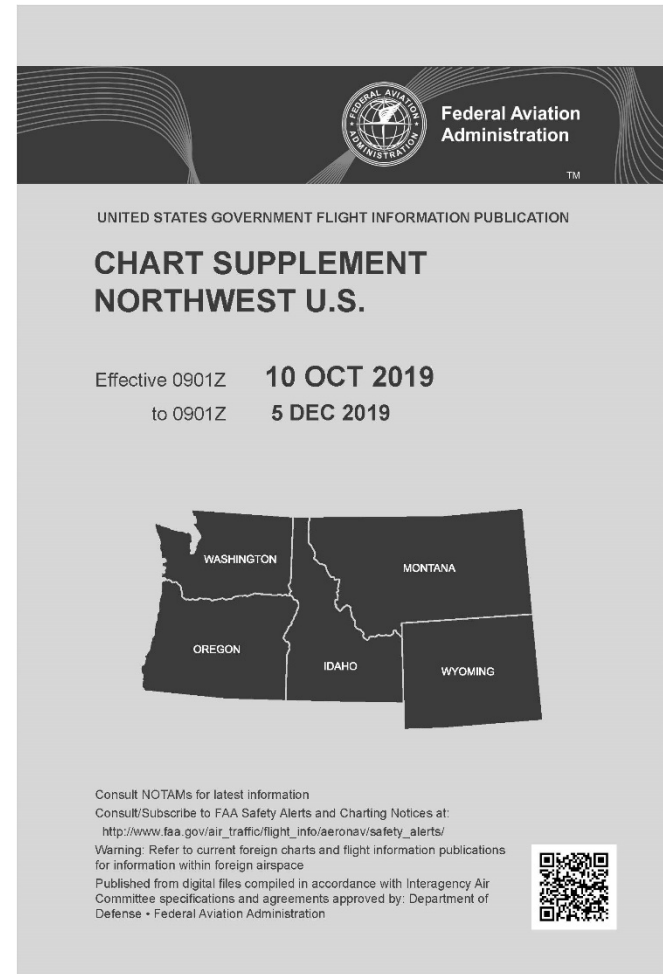 FEDERAL AVIATION
ADMINISTRATION
Federal Aviation
Administration
TM
UNITED STATES GOVERNMENT FLIGHT INFORMATION PUBLICATION
CHART SUPPLEMENT
NORTHWEST U.S.
Effective 0901Z 10 OCT 2019
to 0901Z 5 DEC 2019
WASHINGTON
MONTANA
OREGON
IDAHO
WYOMING
Consult NOTAMs for latest information
Consult/Subscribe to FAA Safety Alerts and Charting Notices at:
http://www.faa.gov/air_traffic/flight_info/aeronav/safety_alerts/
Warning: Refer to current foreign charts and flight information publications
for information within foreign airspace
Published from digital files compiled in accordance with Interagency Air
Committee specifications and agreements approved by: Department of
Defense • Federal Aviation Administration